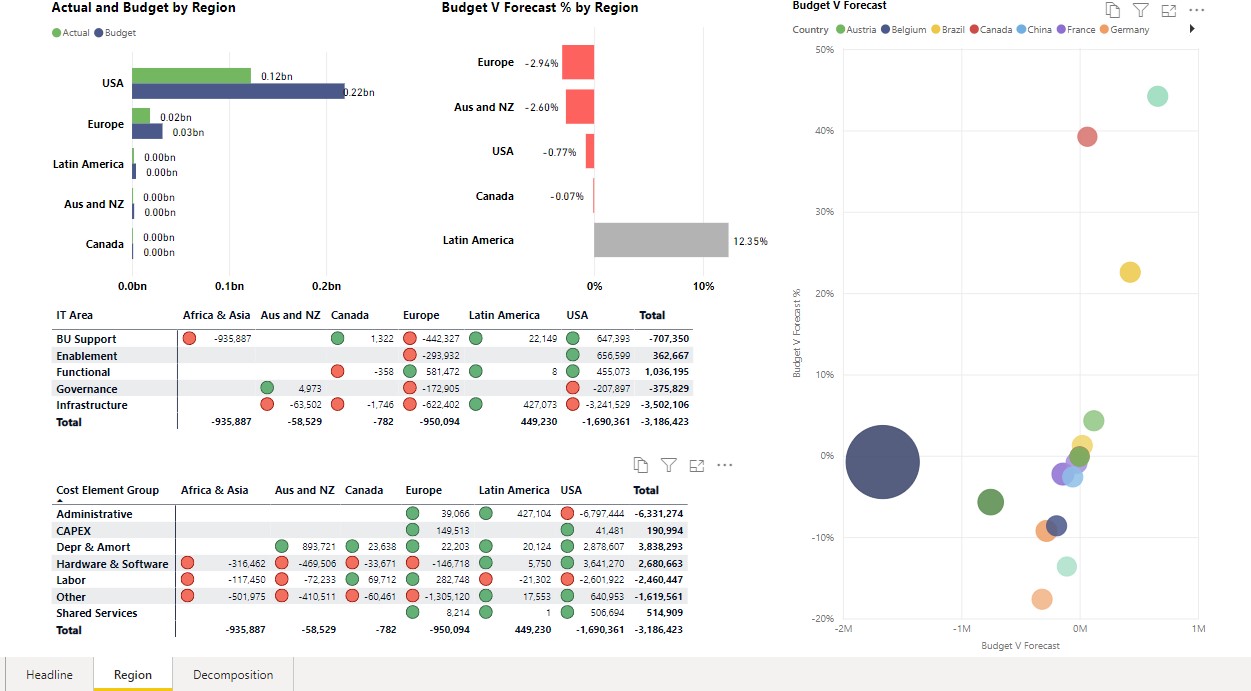 Actual and Budget by Region
Actual Budget
USA 0.12bn
0.22bn
Europe 0.02bn
0.03bn
Latin America 0.00bn
0.00bn
Aus and NZ 0.00bn
0.00bn
Canada 0.00bn
0.00bn
0.0bn 0.1bn 0.2bn
Budget V Forecast % by Region
Europe -2.94%
Aus and NZ -2.60%
USA -0.77%
Canada -0.07%
Latin America 12.35%
0% 10%
Budget V Forecast
Country Austria Belgium Brazil Canada China France Germany
50%
40%
30%
20%
10%
0%
-10%
-20%
Budget V Forecast %
-2M -1M 0M 1M
Budget V Forecast
IT Area Africa & Asia Aus and NZ Canada Europe Latin America USA Total
BU Support -935,887 1,322 -442,327 22,149 647,393 -707,350
Enablement -293,932 656,599 362,667
Functional -358 581,472 8 455,073 1,036,195
Governance 4,973 -172,905 -207,897 -375,829
Infrastructure -63,502 -1,746 -622,402 427,073 -3,241,529 -3,502,106
Total -935,887 -58,529 -782 -950,094 449,230 -1,690,361 -3,186,423
Cost Element Group Africa & Asia Aus and NZ Canada Europe Latin America USA Total
Administrative 39,066 427,104 -6,797,444 -6,331,274
CAPEX 149,513 41,481 190,994
Depr & Amort 893,721 23,638 22,203 20,124 2,878,607 3,838,293
Hardware & Software -316,462 -469,506 -33,671 -146,718 5,750 3,641,270 2,680,663
Labor -117,450 -72,233 69,712 282,748 -21,302 -2,601,922 -2,460,447
Other -501,975 -410,511 -60,461 -1,305,120 17,553 640,953 -1,619,561
Shared Services 8,214 1 506,694 514,909
Total -935,887 -58,529 -782 -950,094 449,230 -1,690,361 -3,186,423
Headline Region Decomposition